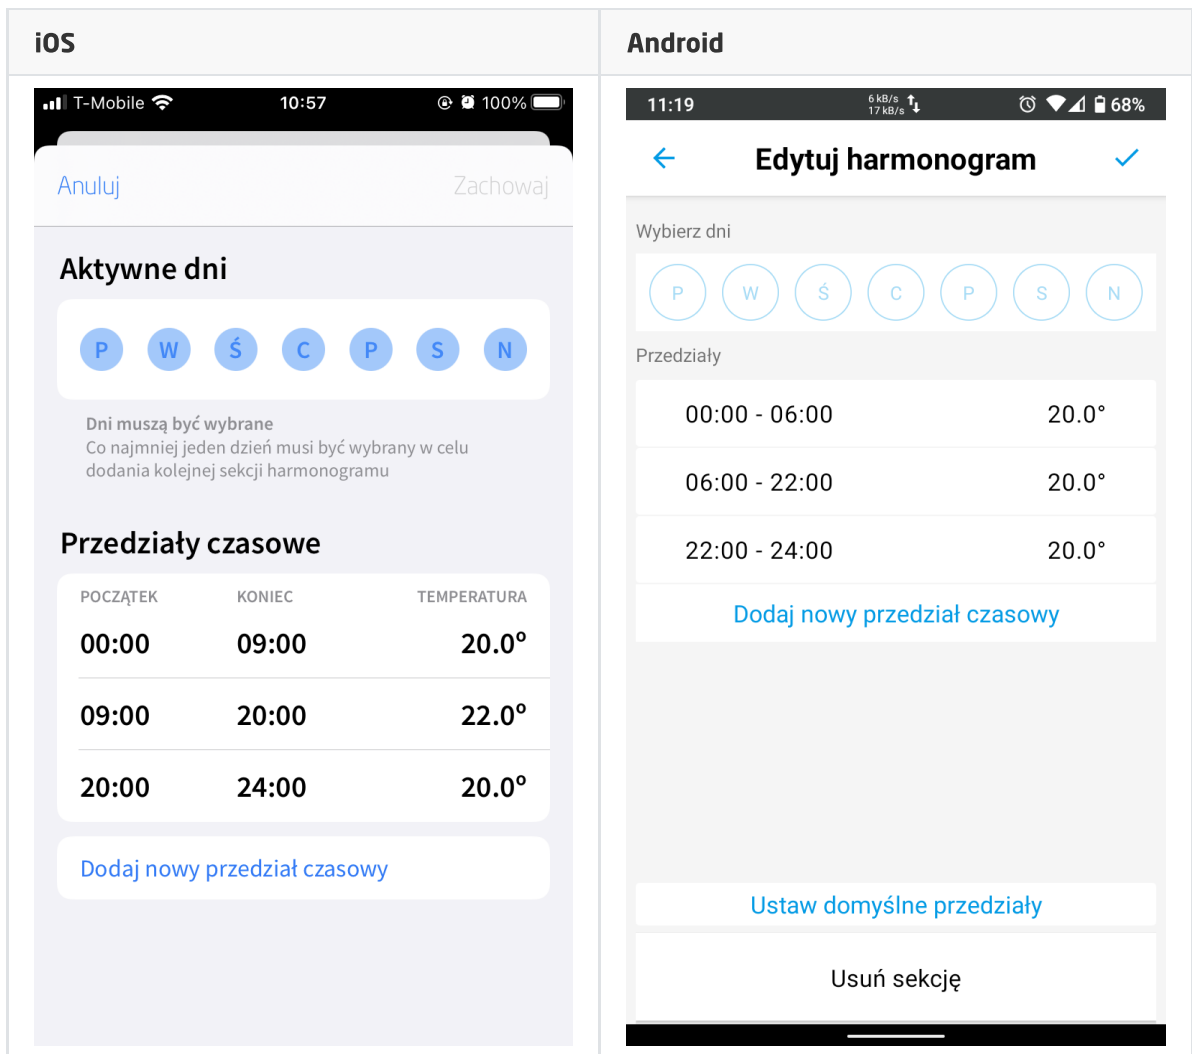 iOS
T-Mobile 10:57 100%
Anuluj Zachowaj
Aktywne dni
P W Ś C P S N
Dni muszą być wybrane
Co najmniej jeden dzień musi być wybrany w celu
dodania kolejnej sekcji harmonogramu
Przedziały czasowe
POCZĄTEK KONIEC TEMPERATURA
00:00 09:00 20.0º
09:00 20:00 22.0º
20:00 24:00 20.0º
Dodaj nowy przedział czasowy
Android
11:19 6 kB/s 68%
17 kB/s
Edytuj harmonogram
Wybierz dni
P W Ś C P S N
Przedziały
00:00 - 06:00 20.0°
06:00 - 22:00 20.0°
22:00 - 24:00 20.0°
Dodaj nowy przedział czasowy
Ustaw domyślne przedziały
Usuń sekcję